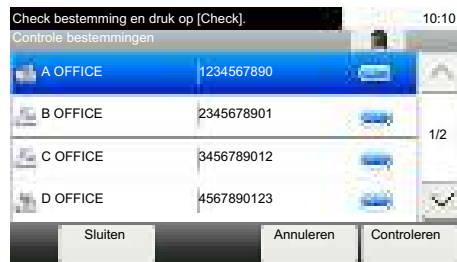 Check bestemming en druk op [Check]. 10:10
Controle bestemmingen
A OFFICE 1234567890
B OFFICE 2345678901
1/2
C OFFICE 3456789012
D OFFICE 4567890123
Sluiten Annuleren Controleren